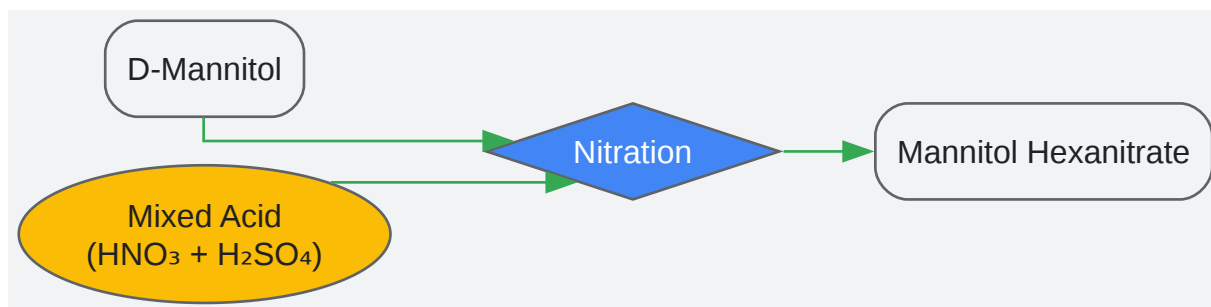 D-Mannitol
Nitration
Mannitol Hexanitrate
Mixed Acid
(HNO₃ + H₂SO₄)